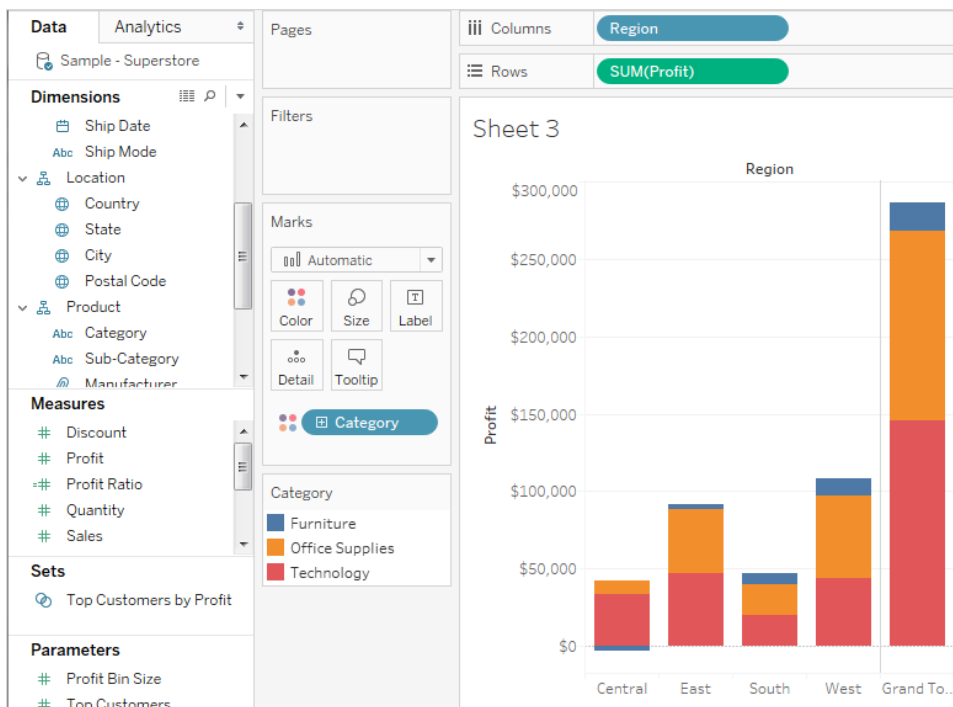 Data
Analytics
Sample - Superstore
Dimensions
Ship Date
Abc Ship Mode
Location
Country
State
City
Postal Code
Product
Abc Category
Abc Sub-Category
Manufacturer
Measures
# Discount
# Profit
=# Profit Ratio
# Quantity
# Sales
Sets
Top Customers by Profit
Parameters
# Profit Bin Size
# Top Customers
Pages
Filters
Marks
Automatic
Color
Size
T
Label
Detail
Tooltip
Category
Category
Furniture
Office Supplies
Technology
Columns
Region
Rows
SUM(Profit)
Sheet 3
Region
Profit
$300,000
$250,000
$200,000
$150,000
$100,000
$50,000
$0
Central East South West Grand To..